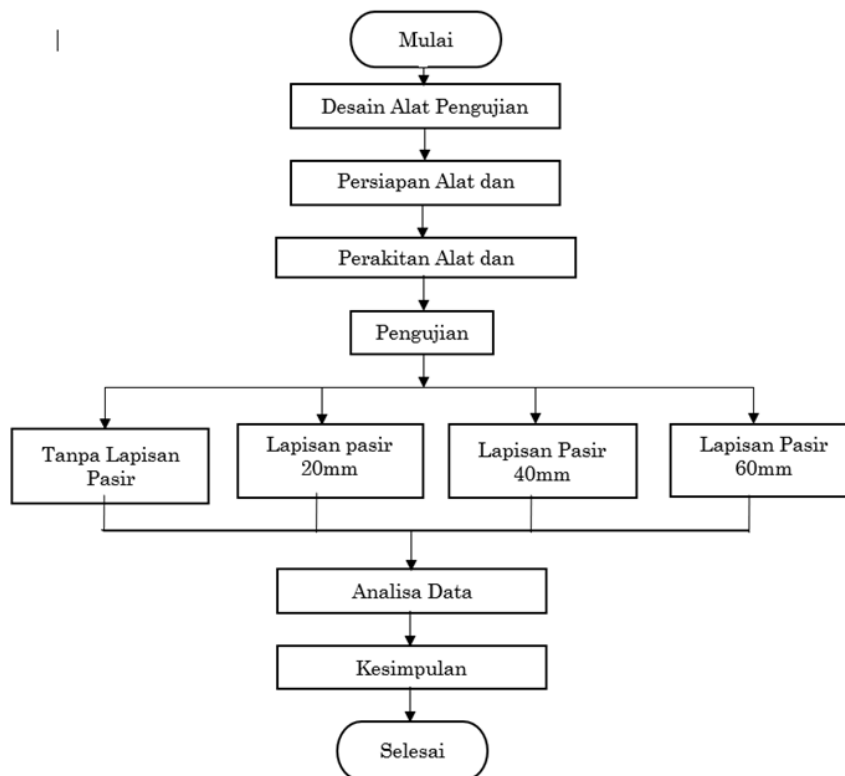 Mulai
Desain Alat Pengujian
Persiapan Alat dan
Perakitan Alat dan
Pengujian
Tanpa Lapisan
Pasir
Lapisan pasir
20mm
Lapisan Pasir
40mm
Lapisan Pasir
60mm
Analisa Data
Kesimpulan
Selesai